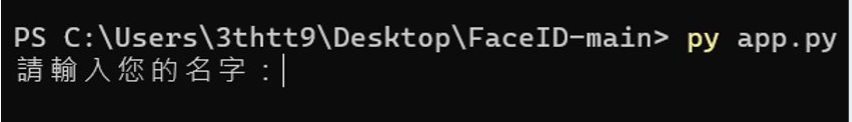 PS C:\Users\3thtt9\Desktop\FaceID-main> py app.py
請輸入您的名字：